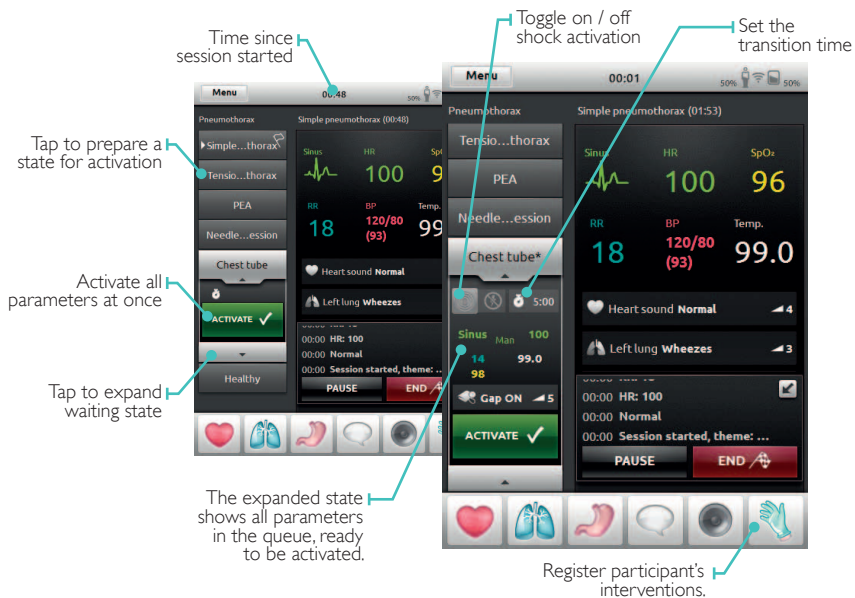 Time since
session started
Toggle on / off
shock activation
Set the
transition time
Tap to prepare a
state for activation
Activate all
parameters at once
Tap to expand
waiting state
Menu
00:48
50%
Pneumothorax
Simple pneumothorax (00:48)
Simple...thorax
Tensio...thorax
PEA
Needle...ession
Chest tube
ACTIVATE
Healthy
Sinus
HR
100
RR
18
BP
120/80
(93)
Temp.
99
Heart sound Normal
Left lung Wheezes
00:00 HR: 100
00:00 Normal
00:00 Session started, theme: ..
PAUSE
END
Menu
00:01
50%
50%
Pneumothorax
Simple pneumothorax (01:53)
Tensio...thorax
PEA
Needle...ession
Chest tube*
5:00
Sinus
Man
100
14
99.0
98
Gap ON
5
ACTIVATE
Sinus
HR
100
SpO₂
96
RR
18
BP
120/80
(93)
Temp.
99.0
Heart sound Normal
4
Left lung Wheezes
3
00:00 HR: 100
00:00 Normal
00:00 Session started, theme: ...
PAUSE
END
The expanded state
shows all parameters
in the queue, ready
to be activated.
Register participant's
interventions.